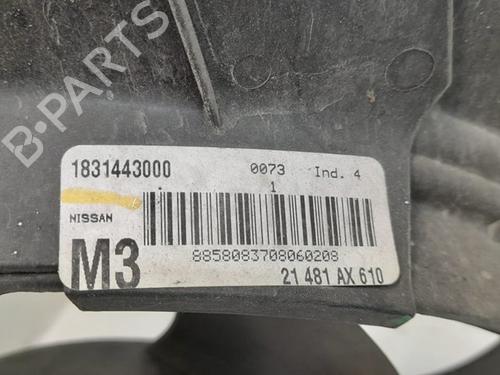 B-PARTS
1831443000 0073 Ind. 4
1
NISSAN
M3
8858083708060208
21 481 AX 610